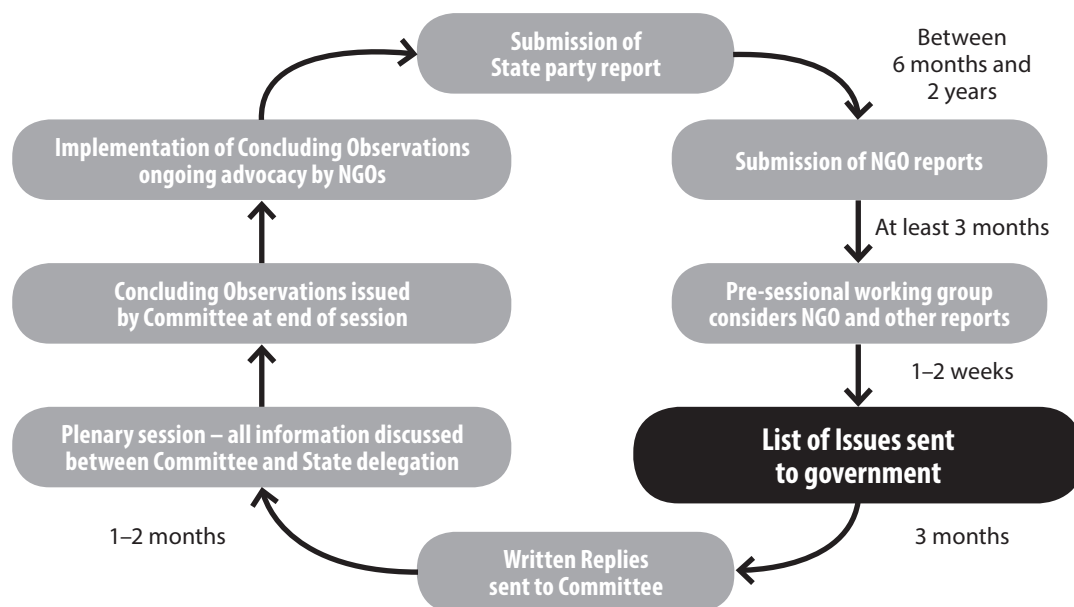 Submission of
State party report
Between
6 months and
2 years
Submission of NGO reports
At least 3 months
Pre-sessional working group
considers NGO and other reports
1–2 weeks
List of Issues sent
to government
3 months
Written Replies
sent to Committee
1–2 months
Plenary session – all information discussed
between Committee and State delegation
Concluding Observations issued
by Committee at end of session
Implementation of Concluding Observations
ongoing advocacy by NGOs